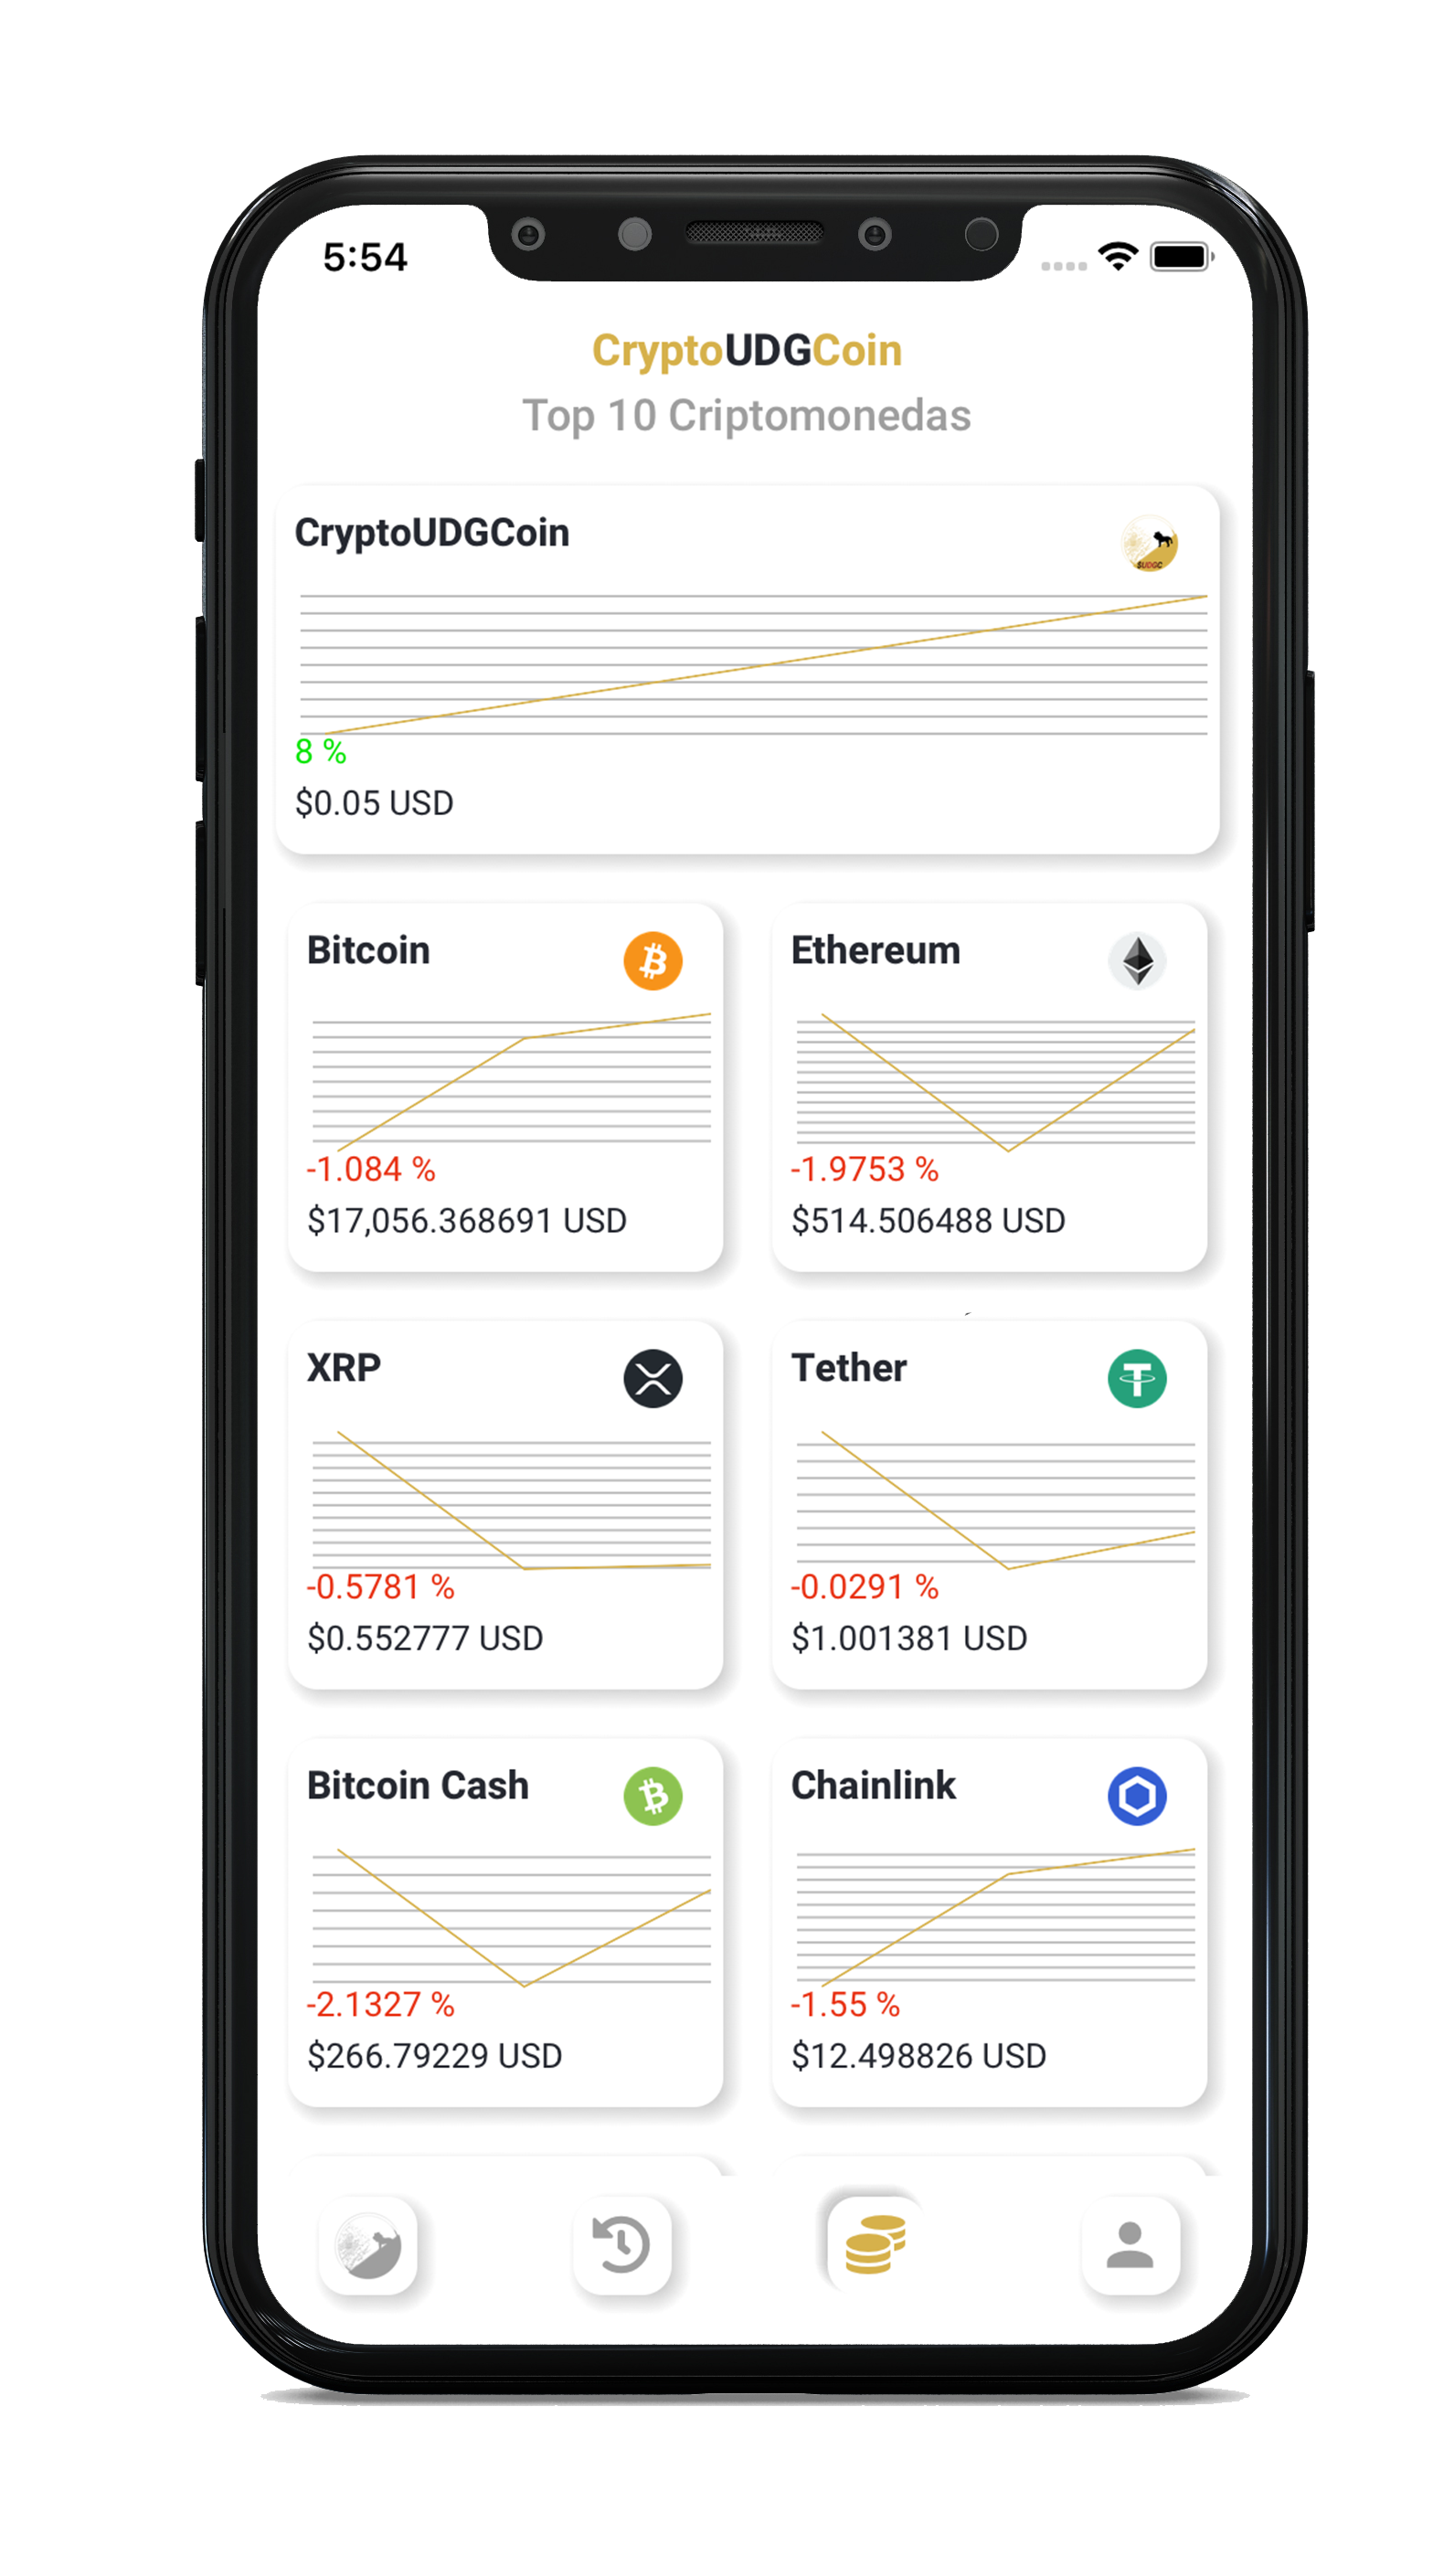 5:54
CryptoUDGCoin
Top 10 Criptomonedas
CryptoUDGCoin
$UDGC
8 %
$0.05 USD
Bitcoin
Ethereum
-1.084 %
-1.9753 %
$17,056.368691 USD
$514.506488 USD
XRP
Tether
-0.5781 %
-0.0291 %
$0.552777 USD
$1.001381 USD
Bitcoin Cash
Chainlink
-2.1327 %
-1.55 %
$266.79229 USD
$12.498826 USD